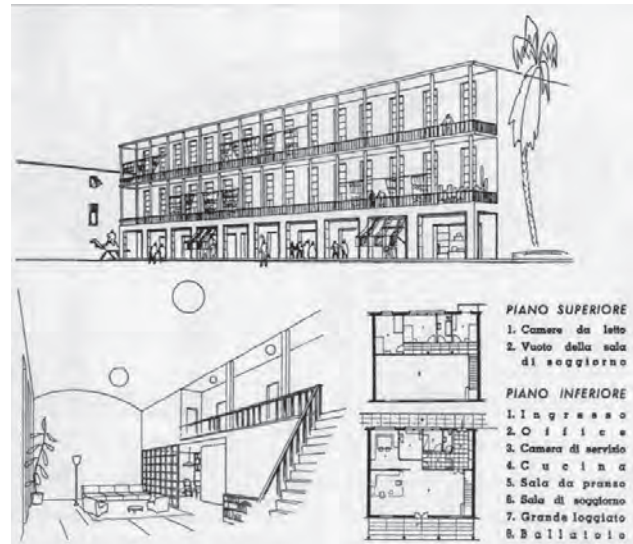 PIANO SUPERIORE
1. Camere da letto
2. Vuoto della sala
di soggiorno
PIANO INFERIORE
1. Ingresso
2. Office
3. Camera di servizio
4. Cucina
5. Sala da pranso
6. Sala di soggiorno
7. Grande loggiato
8. Ballatoio